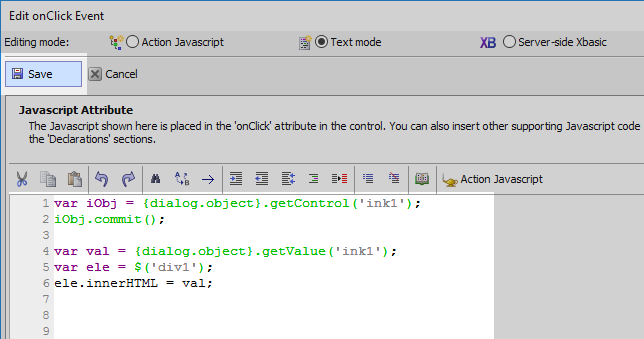 Edit onClick Event
Editing mode: Action Javascript Text mode XB Server-side Xbasic
Save Cancel
Javascript Attribute
The Javascript shown here is placed in the 'onClick' attribute in the control. You can also insert other supporting Javascript code
the 'Declarations' sections.
Action Javascript
1 var iObj = {dialog.object}.getControl('ink1');
2 iObj.commit();
3
4 var val = {dialog.object}.getValue('ink1');
5 var ele = $('div1');
6 ele.innerHTML = val;
7
8
9